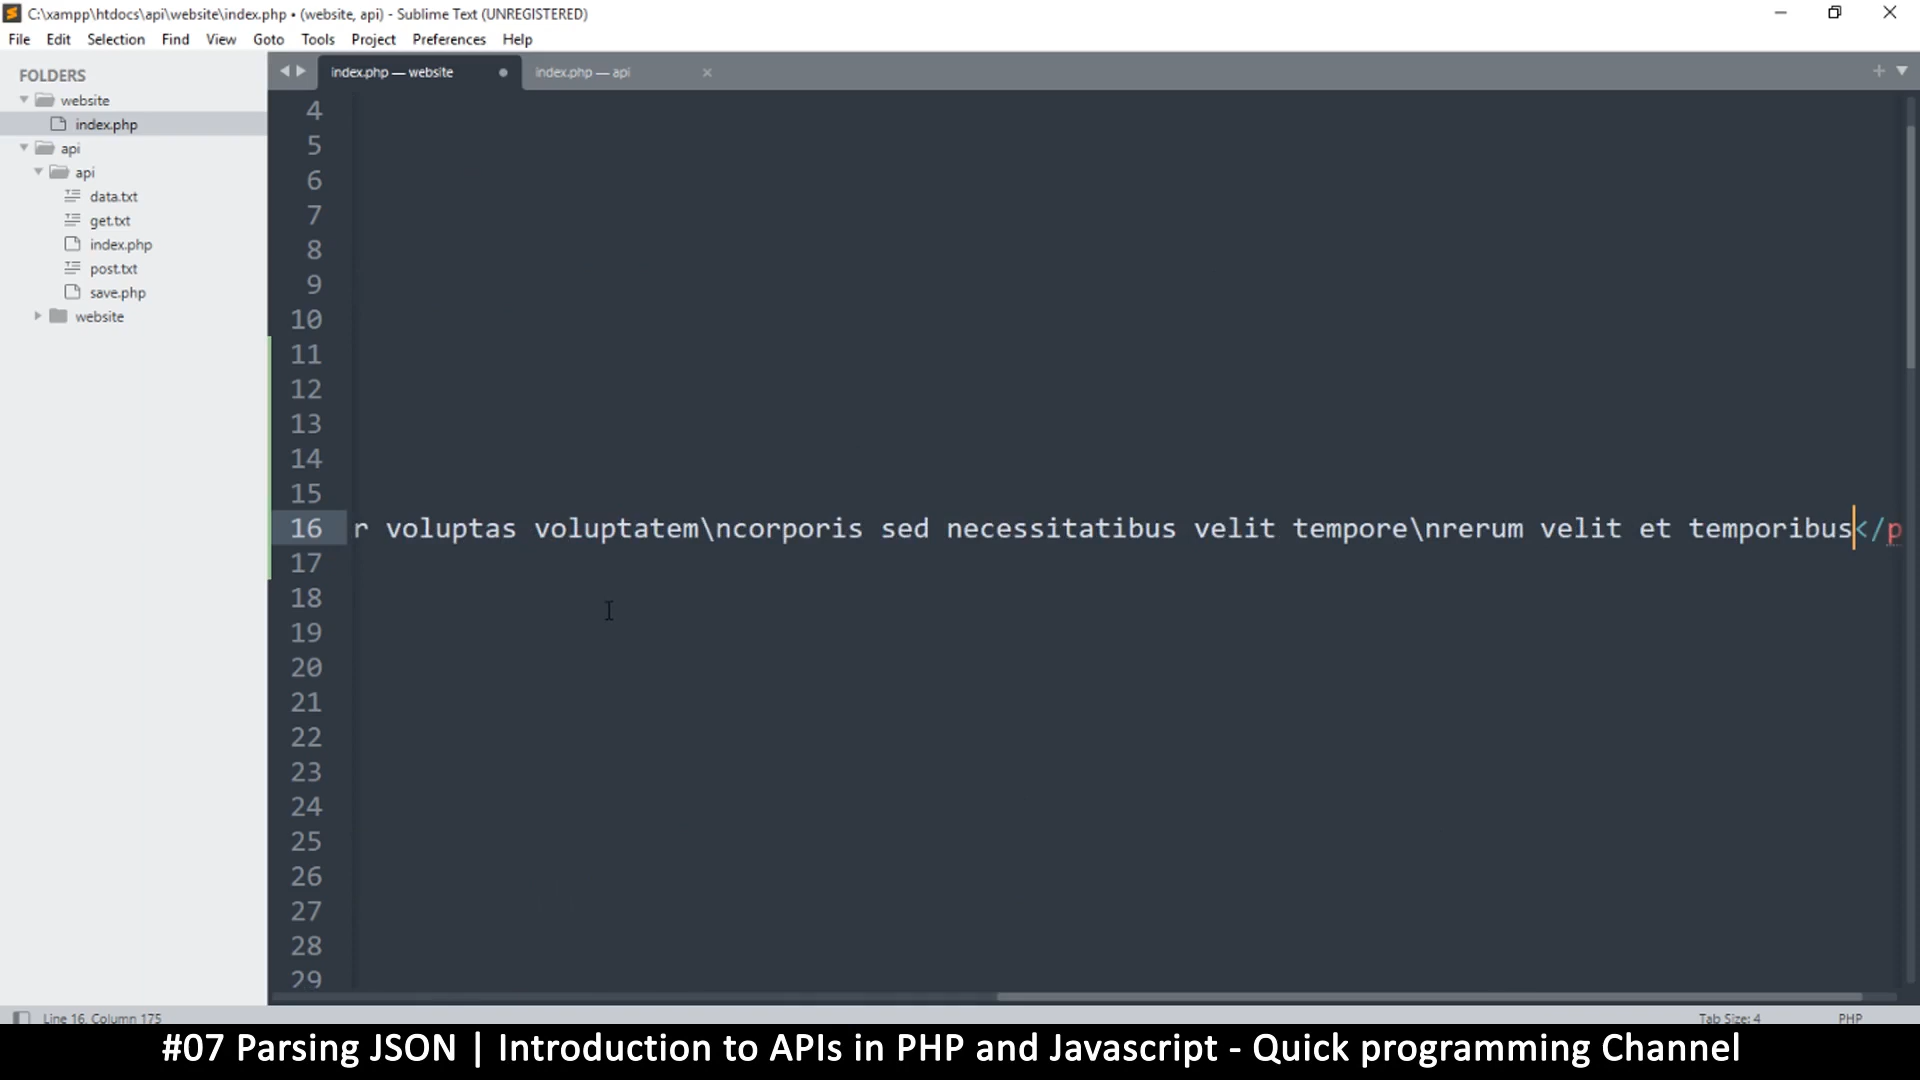 C:\xampp\htdocs\api\website\index.php • (website, api) - Sublime Text (UNREGISTERED)
File Edit Selection Find View Goto Tools Project Preferences Help
FOLDERS
website
index.php
api
api
data.txt
get.txt
index.php
post.txt
save.php
website
index.php — website
index.php — api
4
5
6
7
8
9
10
11
12
13
14
15
16 r voluptas voluptatem\ncorporis sed necessitatibus velit tempore\nrerum velit et temporibus</p
17
18
19
20
21
22
23
24
25
26
27
28
29
Line 16, Column 175
Tab Size: 4
PHP
#07 Parsing JSON | Introduction to APIs in PHP and Javascript - Quick programming Channel